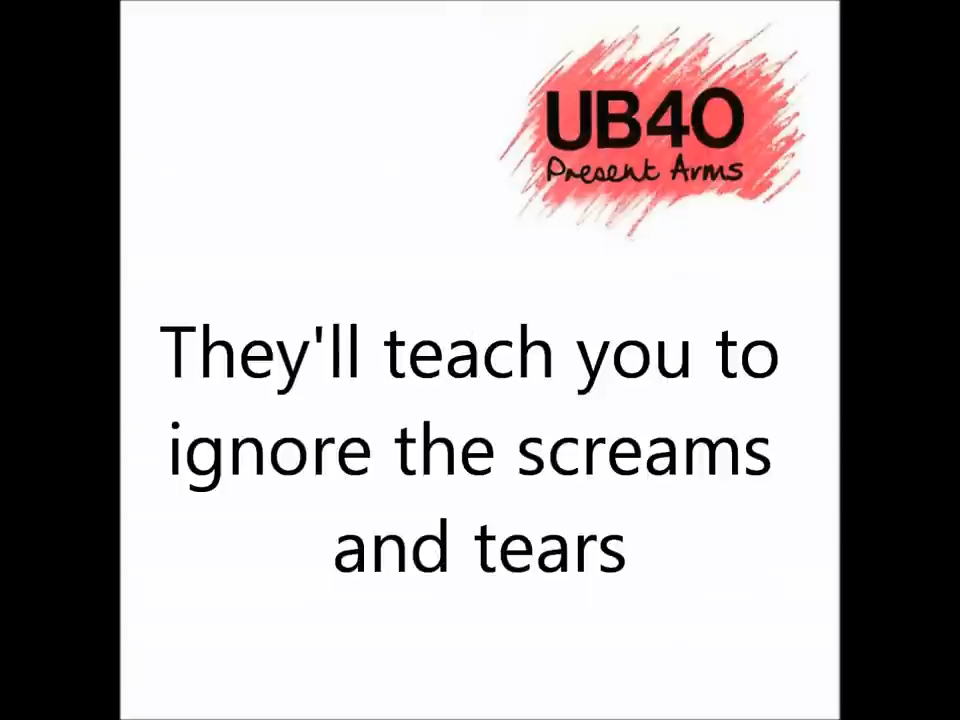 UB40
Present Arms
They'll teach you to
ignore the screams
and tears